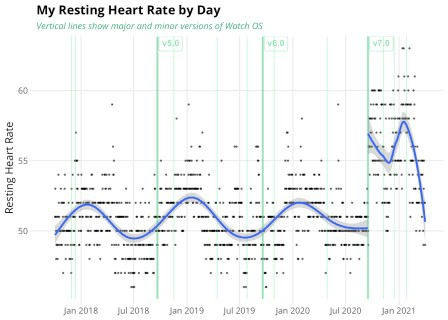 My Resting Heart Rate by Day
Vertical lines show major and minor versions of Watch OS
v5.0 v6.0 v7.0
60
55
50
Resting Heart Rate
Jan 2018 Jul 2018 Jan 2019 Jul 2019 Jan 2020 Jul 2020 Jan 2021